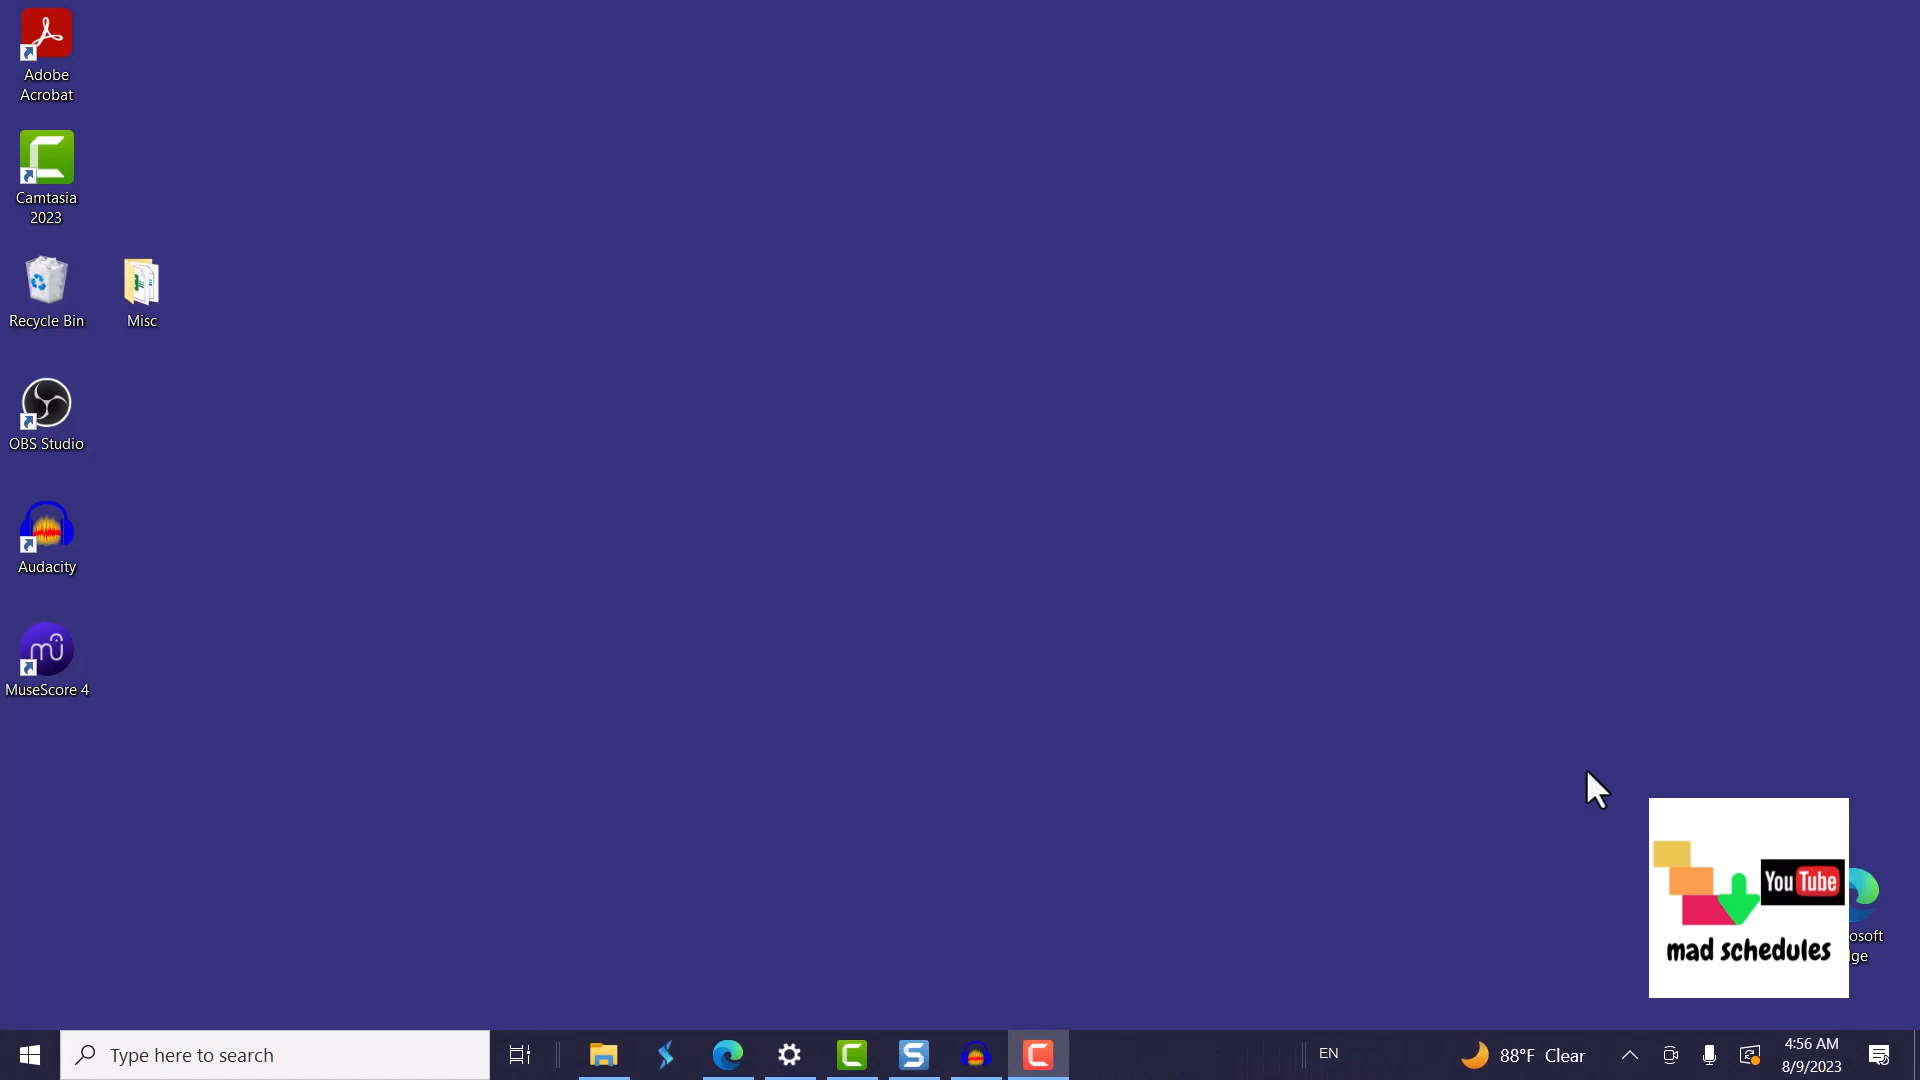 Adobe
Acrobat
Camtasia
2023
Recycle Bin
Misc
OBS Studio
Audacity
MuseScore 4
YouTube
mad schedules
osoft
ge
Type here to search
EN
88°F Clear
4:56 AM
8/9/2023